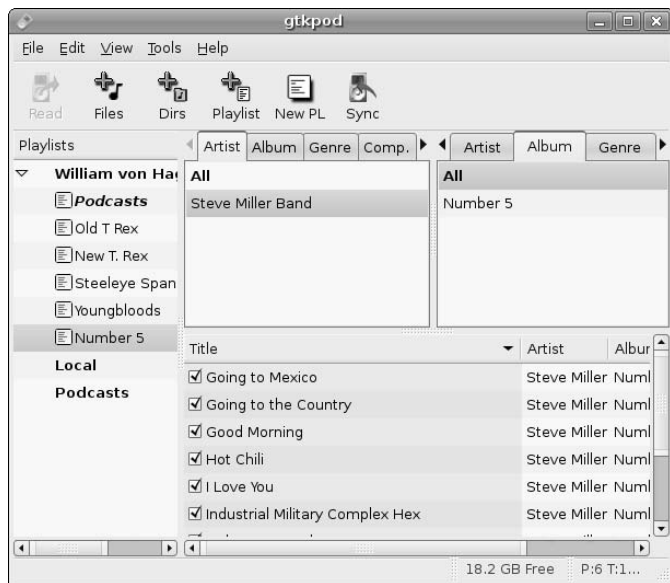 gtkpod
File Edit View Tools Help
Read Files Dirs Playlist New PL Sync
Playlists
William von Hag
Podcasts
Old T Rex
New T. Rex
Steeleye Span
Youngbloods
Number 5
Local
Podcasts
Artist Album Genre Comp.
All
Steve Miller Band
Artist Album Genre
All
Number 5
Title Artist Album
Going to Mexico Steve Miller Numl
Going to the Country Steve Miller Numl
Good Morning Steve Miller Numl
Hot Chili Steve Miller Numl
I Love You Steve Miller Numl
Industrial Military Complex Hex Steve Miller Numl
18.2 GB Free P:6 T:1...